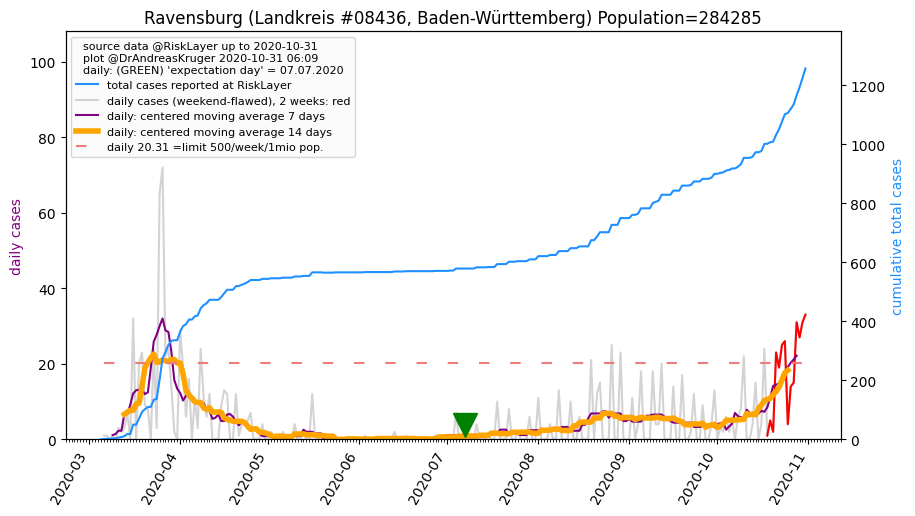 Ravensburg (Landkreis #08436, Baden-Württemberg) Population=284285
source data @RiskLayer up to 2020-10-31
plot @DrAndreasKruger 2020-10-31 06:09
daily: (GREEN) 'expectation day' = 07.07.2020
total cases reported at RiskLayer
daily cases (weekend-flawed), 2 weeks: red
daily: centered moving average 7 days
daily: centered moving average 14 days
daily 20.31 =limit 500/week/1mio pop.
daily cases
100
80
60
40
20
0
cumulative total cases
1200
1000
800
600
400
200
0
2020-03
2020-04
2020-05
2020-06
2020-07
2020-08
2020-09
2020-10
2020-11